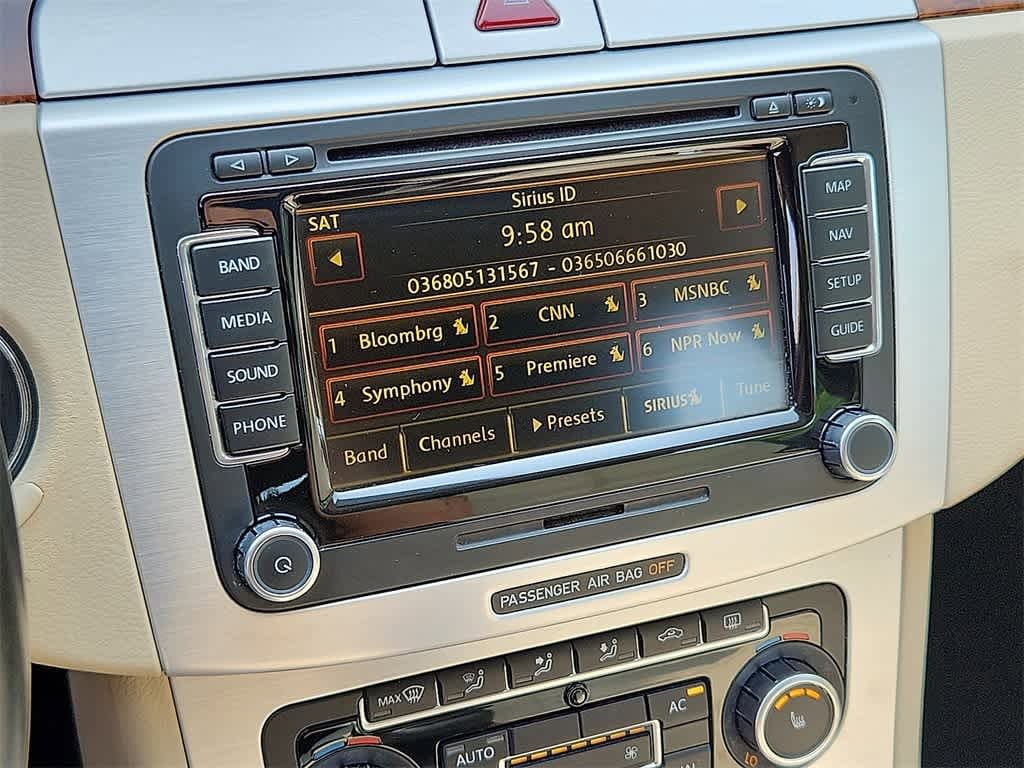 Sirius ID
SAT
9:58 am
036805131567 - 036506661030
1 Bloombrg
2 CNN
3 MSNBC
4 Symphony
5 Premiere
6 NPR Now
Band
Channels
Presets
SIRIUS
Tune
BAND
MEDIA
SOUND
PHONE
MAP
NAV
SETUP
GUIDE
PASSENGER AIR BAG OFF
MAX
AUTO
AC
LO